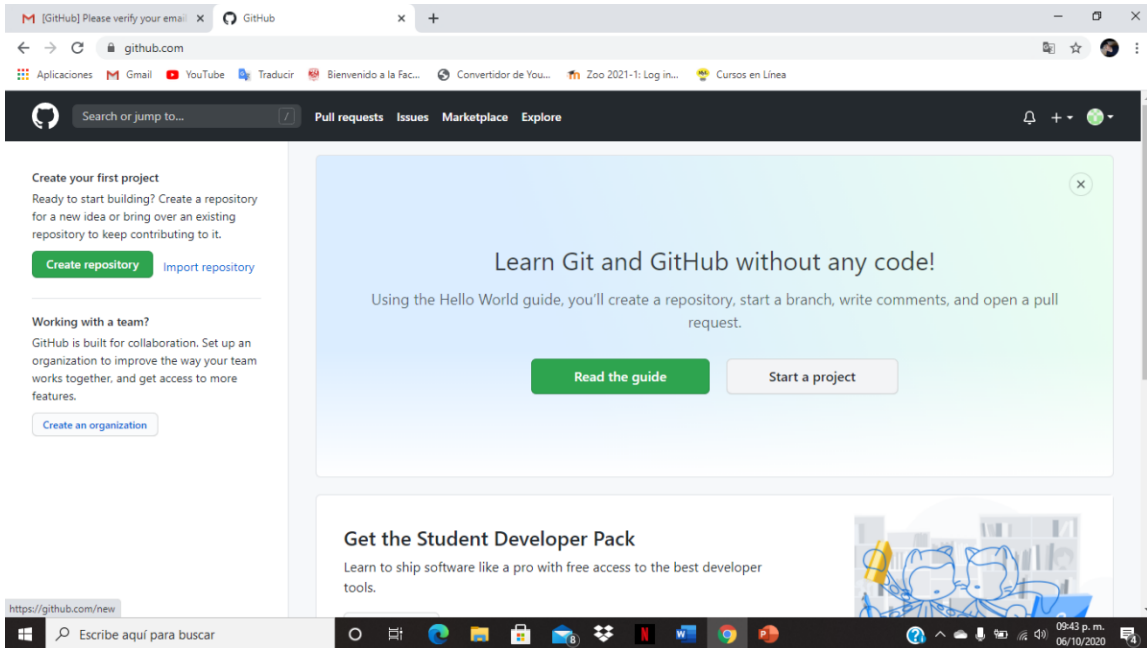 [GitHub] Please verify your email
GitHub
github.com
Aplicaciones
Gmail
YouTube
Traducir
Bienvenido a la Fac...
Convertidor de You...
Zoo 2021-1: Log in...
Cursos en Línea
Search or jump to...
/
Pull requests
Issues
Marketplace
Explore
Create your first project
Ready to start building? Create a repository
for a new idea or bring over an existing
repository to keep contributing to it.
Create repository
Import repository
Working with a team?
GitHub is built for collaboration. Set up an
organization to improve the way your team
works together, and get access to more
features.
Create an organization
Learn Git and GitHub without any code!
Using the Hello World guide, you'll create a repository, start a branch, write comments, and open a pull
request.
Read the guide
Start a project
Get the Student Developer Pack
Learn to ship software like a pro with free access to the best developer
tools.
https://github.com/new
Escribe aquí para buscar
8
09:43 p. m.
06/10/2020
4